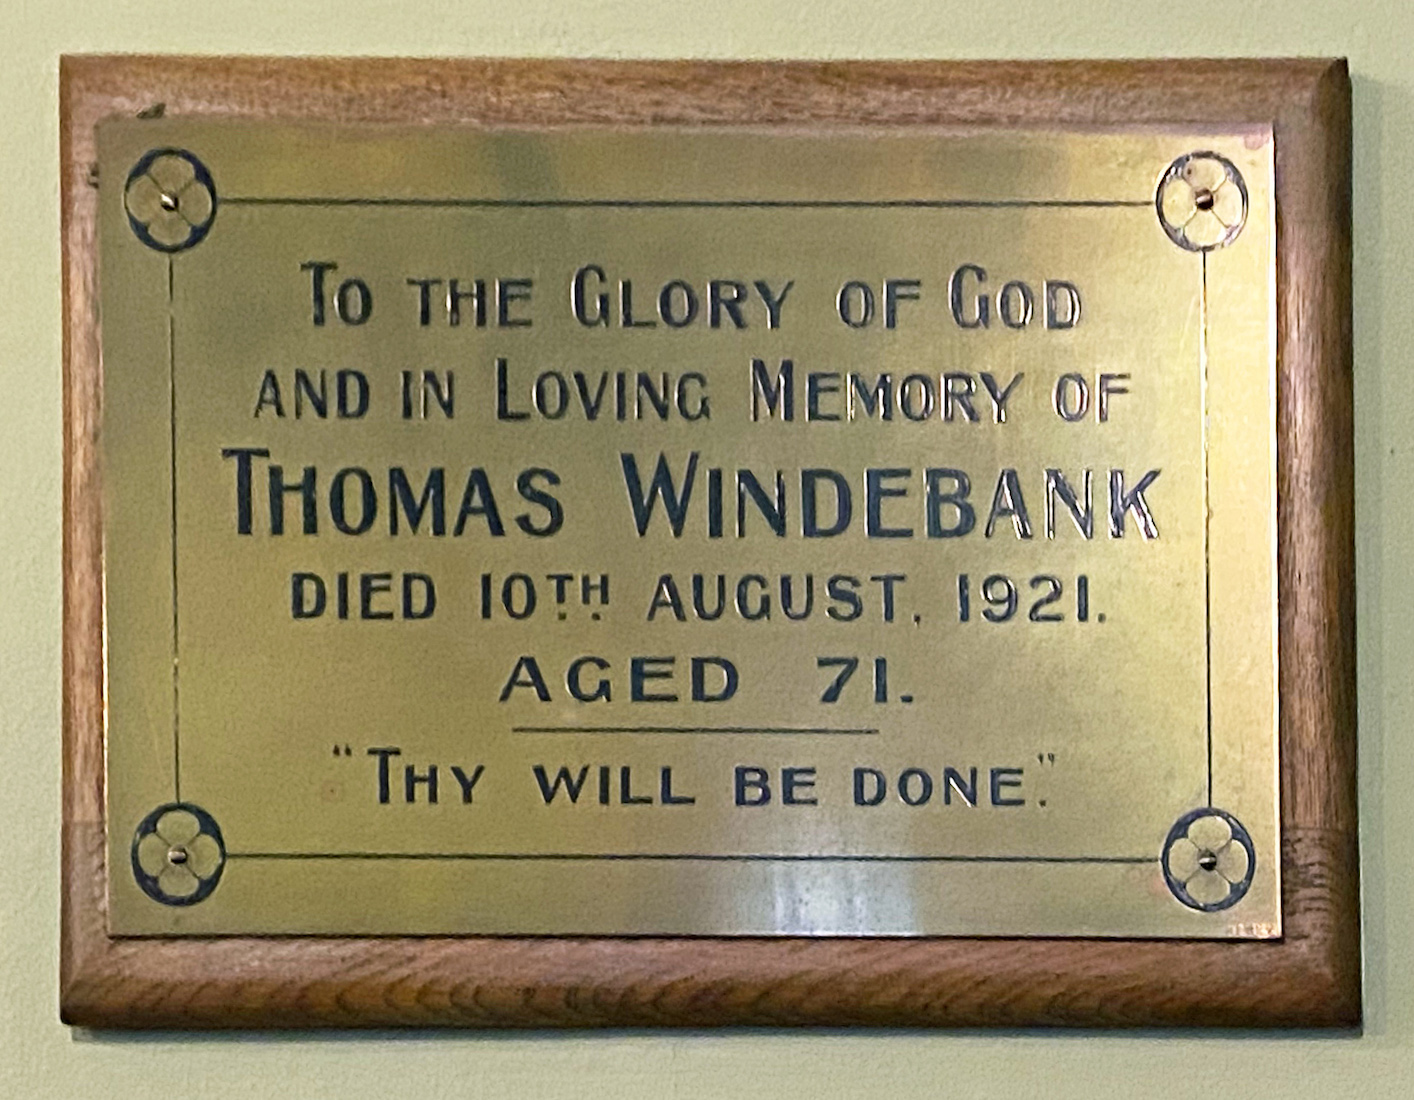 To the Glory of God
and in Loving Memory of
Thomas Windebank
DIED 10TH AUGUST, 1921.
AGED 71.
"Thy will be done."